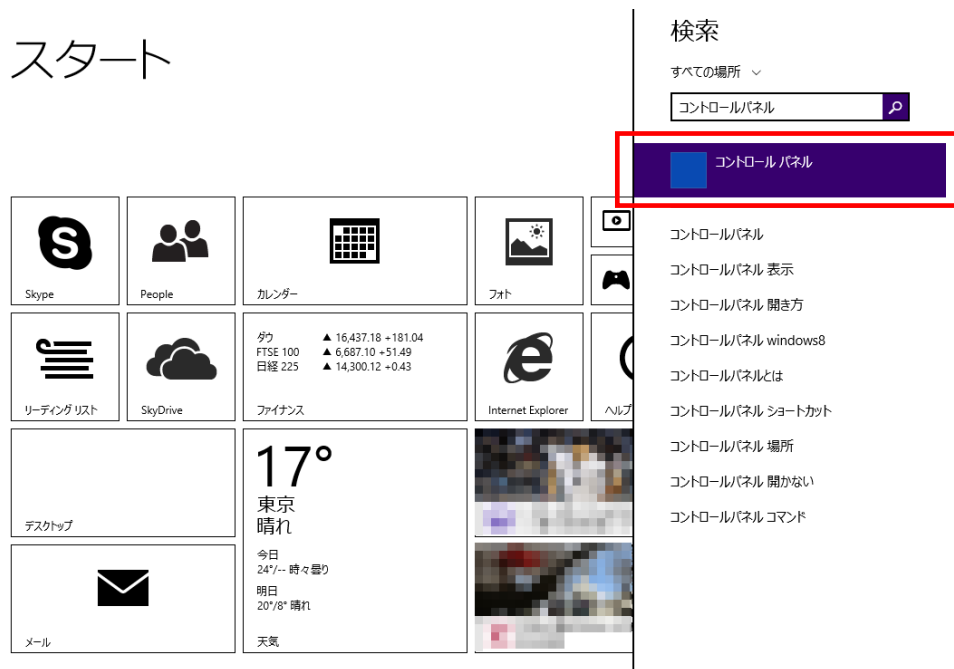 スタート
Skype
People
カレンダー
フォト
リーディング リスト
SkyDrive
ダウ ▲ 16,437.18 +181.04
FTSE 100 ▲ 6,687.10 +51.49
日経 225 ▲ 14,300.12 +0.43
ファイナンス
Internet Explorer
ヘルプ
デスクトップ
17°
東京
晴れ
今日
24°/-- 時々曇り
明日
20°/8° 晴れ
天気
メール
検索
すべての場所
コントロールパネル
コントロール パネル
コントロールパネル
コントロールパネル 表示
コントロールパネル 開き方
コントロールパネル windows8
コントロールパネルとは
コントロールパネル ショートカット
コントロールパネル 場所
コントロールパネル 開かない
コントロールパネル コマンド